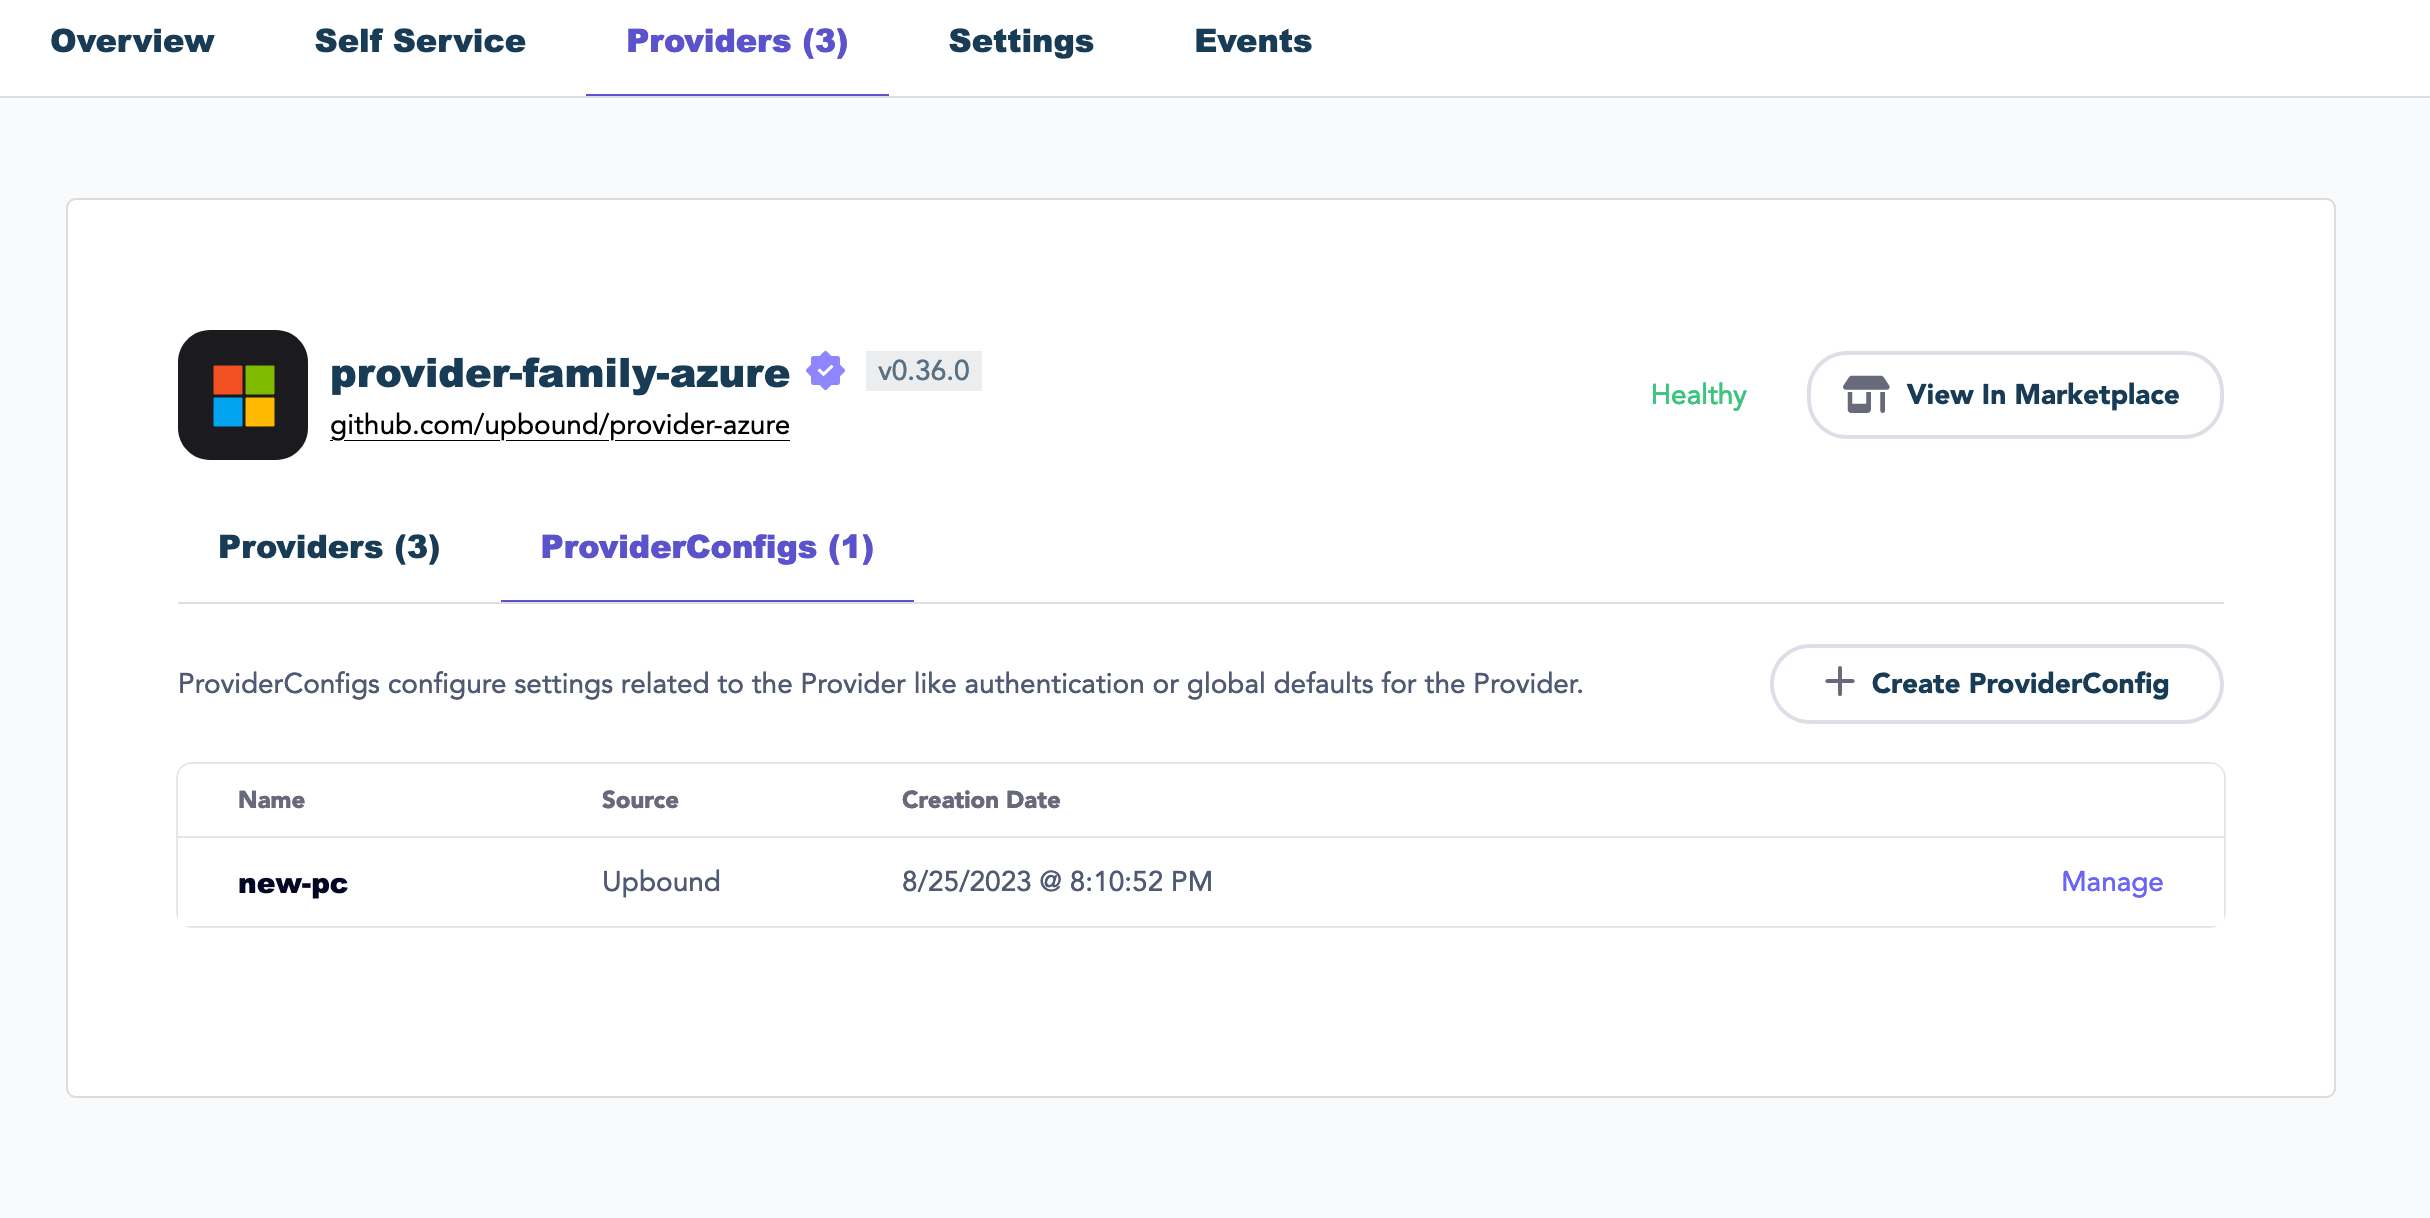 Overview Self Service Providers (3) Settings Events
provider-family-azure v0.36.0
github.com/upbound/provider-azure
Healthy View In Marketplace
Providers (3) ProviderConfigs (1)
ProviderConfigs configure settings related to the Provider like authentication or global defaults for the Provider.
Create ProviderConfig
Name Source Creation Date
new-pc Upbound 8/25/2023 @ 8:10:52 PM Manage